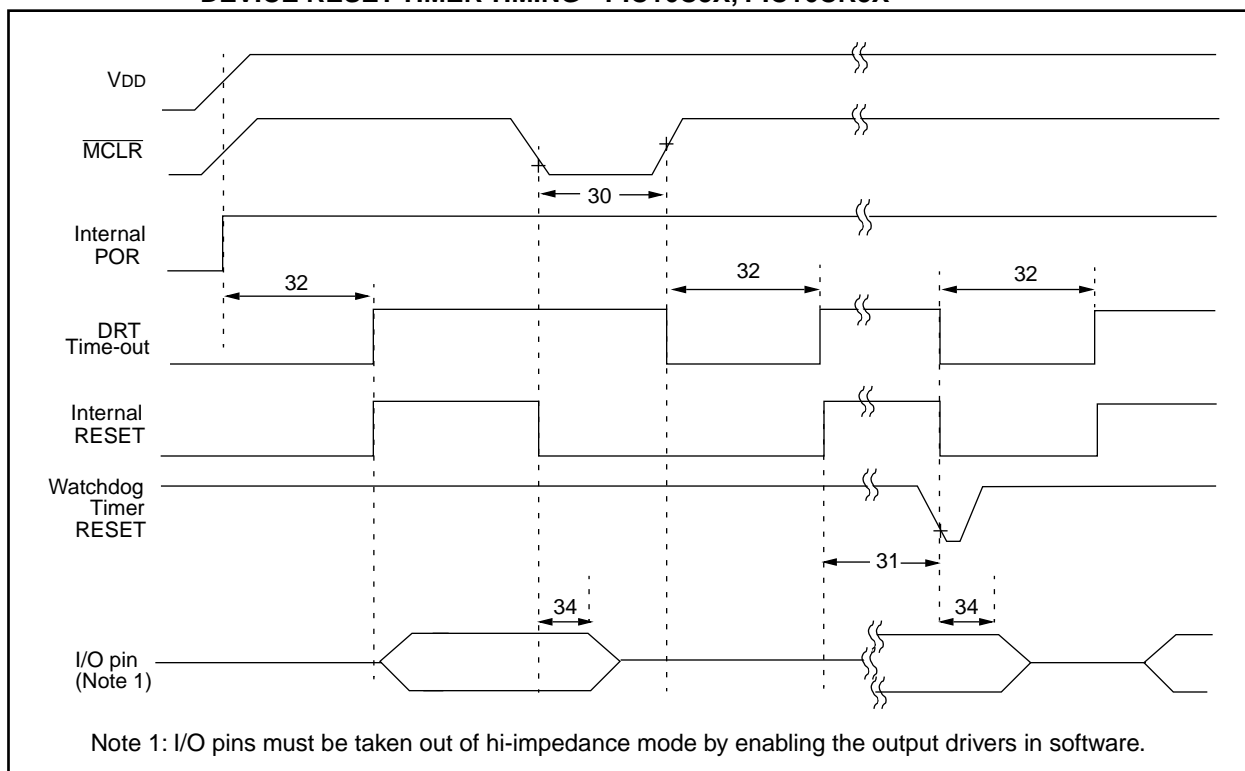 VDD
MCLR
30
Internal
POR
32
32
32
DRT
Time-out
Internal
RESET
Watchdog
Timer
RESET
31
34
34
I/O pin
(Note 1)
Note 1: I/O pins must be taken out of hi-impedance mode by enabling the output drivers in software.